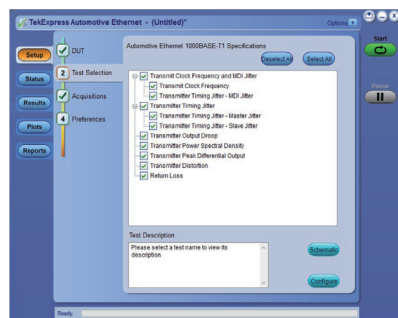 TekExpress Automotive Ethernet - (Untitled)*
Options
Start
Setup
Status
Results
Plots
Reports
DUT
2 Test Selection
Acquisitions
4 Preferences
Automotive Ethernet 1000BASE-T1 Specifications
Deselect All
Select All
Transmit Clock Frequency and MDI Jitter
Transmit Clock Frequency
Transmitter Timing Jitter - MDI Jitter
Transmitter Timing Jitter
Transmitter Timing Jitter - Master Jitter
Transmitter Timing Jitter - Slave Jitter
Transmitter Output Droop
Transmitter Power Spectral Density
Transmitter Peak Differential Output
Transmitter Distortion
Return Loss
Test Description
Please select a test name to view its
description
Schematic
Configure
Pause
Ready.